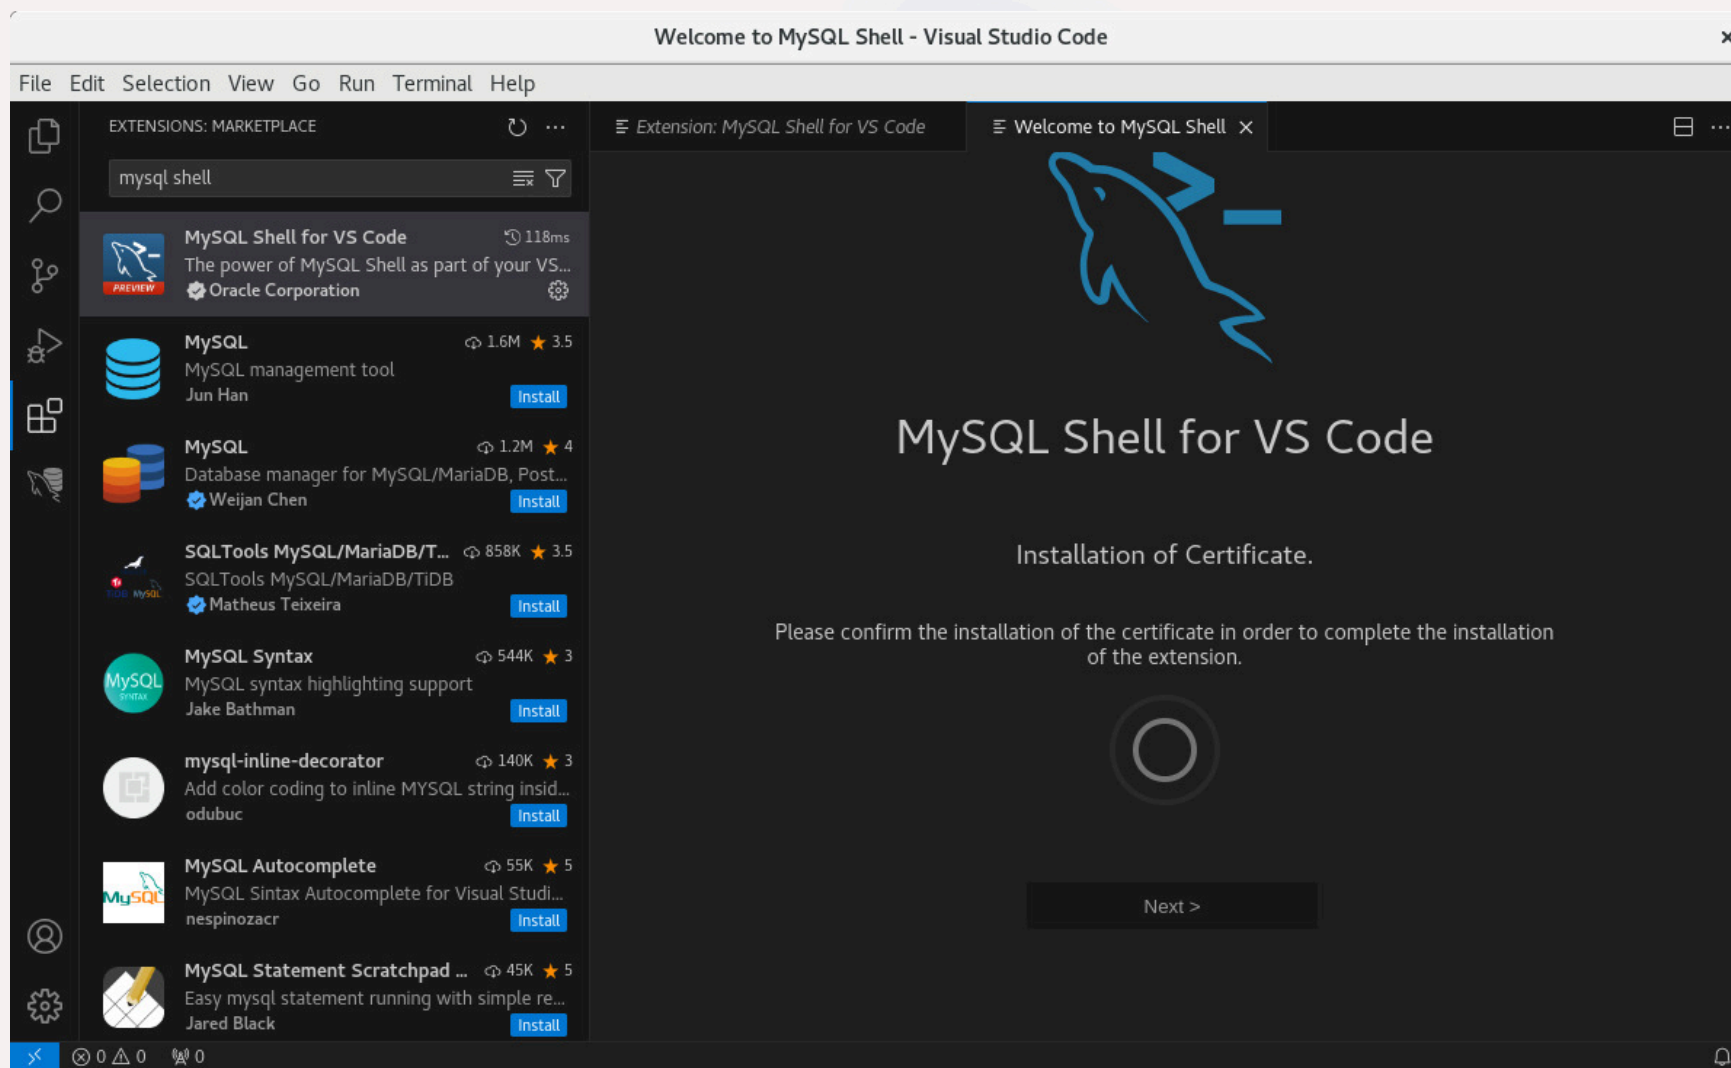 Welcome to MySQL Shell - Visual Studio Code
File Edit Selection View Go Run Terminal Help
EXTENSIONS: MARKETPLACE
mysql shell
MySQL Shell for VS Code 118ms
The power of MySQL Shell as part of your VS...
PREVIEW
Oracle Corporation
MySQL 1.6M ★ 3.5
MySQL management tool
Jun Han Install
MySQL 1.2M ★ 4
Database manager for MySQL/MariaDB, Post...
Weijan Chen Install
SQLTools MySQL/MariaDB/T... 858K ★ 3.5
SQLTools MySQL/MariaDB/TiDB
TiDB MySQL
Matheus Teixeira Install
MySQL Syntax 544K ★ 3
MySQL
SYNTAX
MySQL syntax highlighting support
Jake Bathman Install
mysql-inline-decorator 140K ★ 3
Add color coding to inline MYSQL string insid...
odubuc Install
MySQL Autocomplete 55K ★ 5
MySQL
MySQL Sintax Autocomplete for Visual Studi...
nespinozacr Install
MySQL Statement Scratchpad ... 45K ★ 5
Easy mysql statement running with simple re...
Jared Black Install
Extension: MySQL Shell for VS Code
Welcome to MySQL Shell
MySQL Shell for VS Code
Installation of Certificate.
Please confirm the installation of the certificate in order to complete the installation
of the extension.
Next >
0 0 0